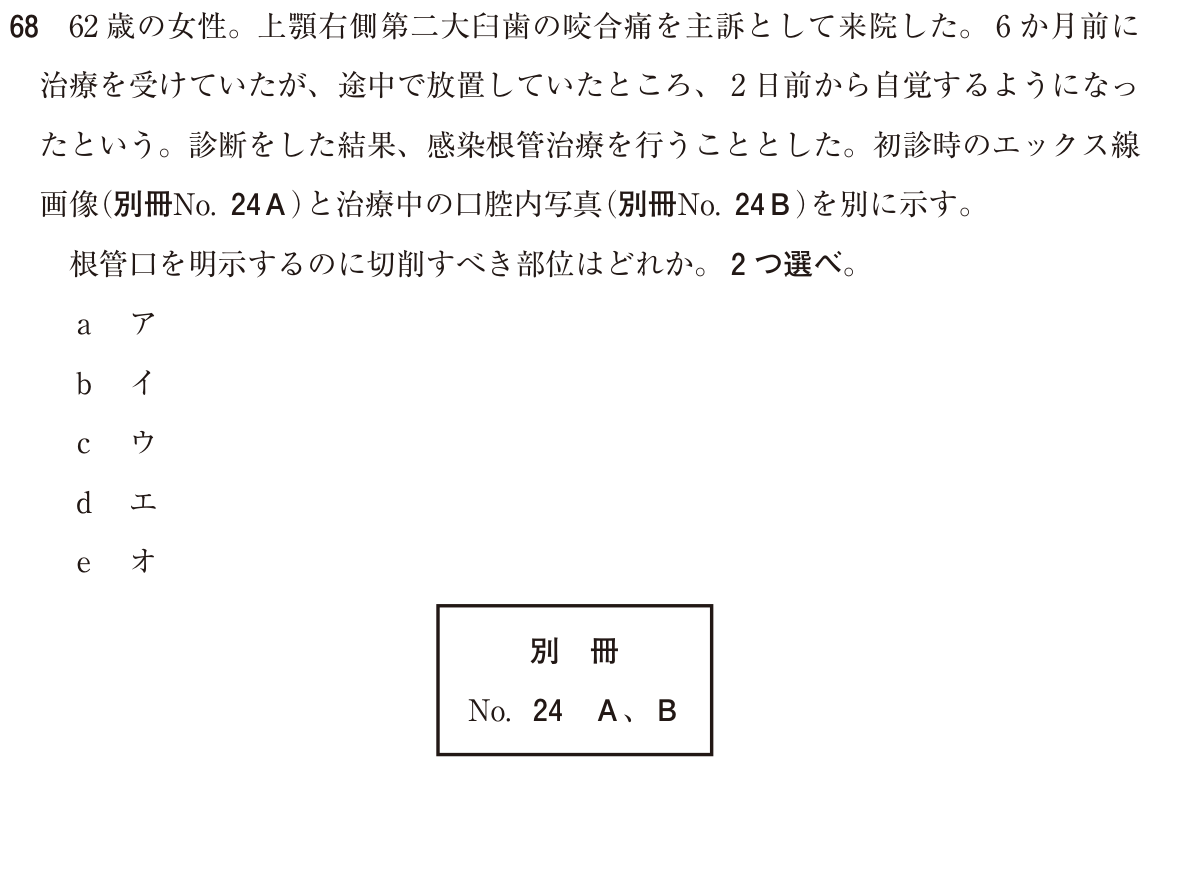 68 62歳の女性。上顎右側第二大臼歯の咬合痛を主訴として来院した。6か月前に
治療を受けていたが、途中で放置していたところ、2日前から自覚するようになっ
たという。診断をした結果、感染根管治療を行うこととした。初診時のエックス線
画像(別冊No. 24A)と治療中の口腔内写真(別冊No. 24B)を別に示す。
根管口を明示するのに切削すべき部位はどれか。2つ選べ。
a ア
b イ
c ウ
d エ
e オ
別 冊
No. 24 A、B